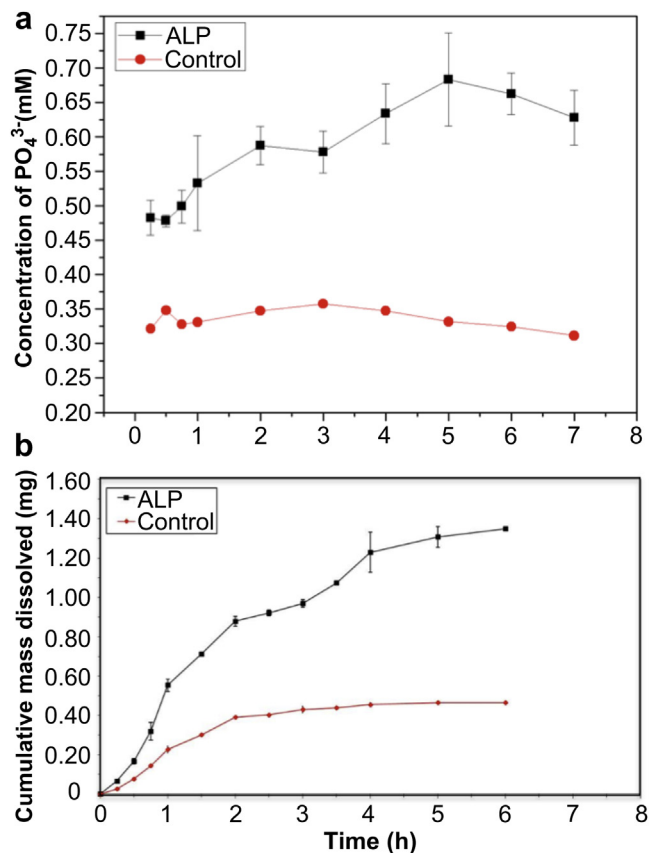 a
ALP
Control
Concentration of PO₄³⁻(mM)
0.75
0.70
0.65
0.60
0.55
0.50
0.45
0.40
0.35
0.30
0.25
0.20
0 1 2 3 4 5 6 7 8
b
ALP
Control
Cumulative mass dissolved (mg)
1.60
1.40
1.20
1.00
0.80
0.60
0.40
0.20
0
0 1 2 3 4 5 6 7 8
Time (h)